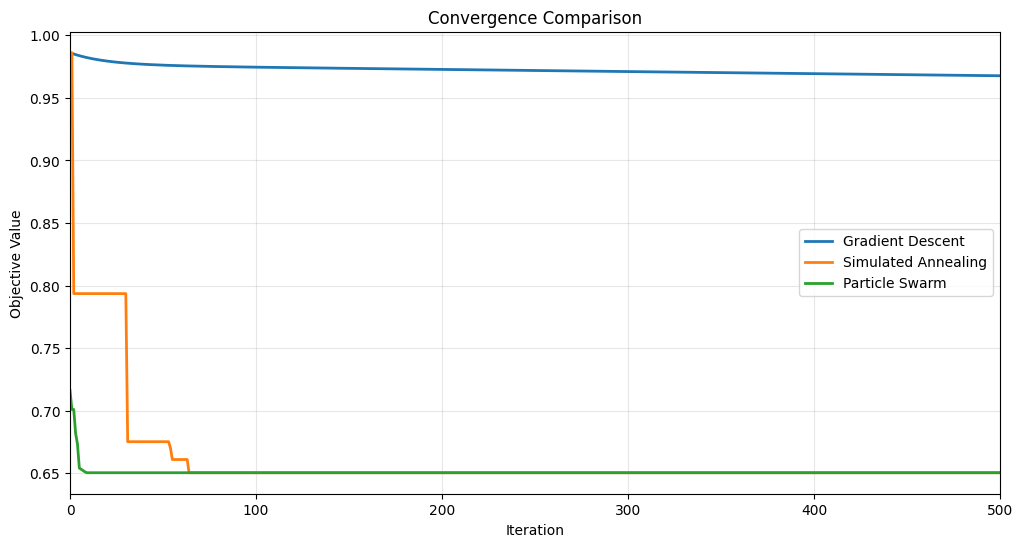 Convergence Comparison
Objective Value
1.00
0.95
0.90
0.85
0.80
0.75
0.70
0.65
Gradient Descent
Simulated Annealing
Particle Swarm
0 100 200 300 400 500
Iteration